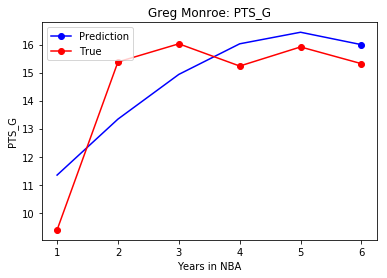 Greg Monroe: PTS_G
Prediction
True
PTS_G
16
15
14
13
12
11
10
1 2 3 4 5 6
Years in NBA